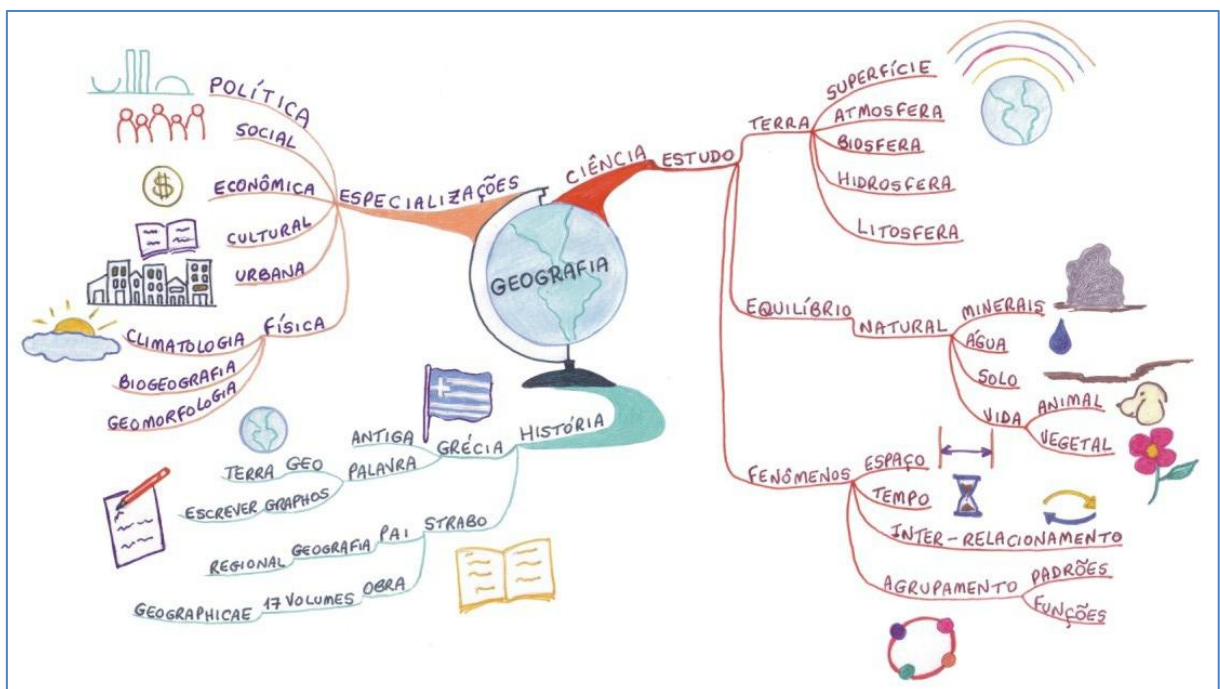 GEOGRAFIA
CIÊNCIA
ESTUDO
TERRA
SUPERFÍCIE
ATMOSFERA
BIOSFERA
HIDROSFERA
LITOSFERA
EQUILÍBRIO
NATURAL
MINERAIS
ÁGUA
SOLO
VIDA
ANIMAL
VEGETAL
FENÔMENOS
ESPAÇO
TEMPO
INTER-RELACIONAMENTO
AGRUPAMENTO
PADRÕES
FUNÇÕES
HISTÓRIA
GRÉCIA
ANTIGA
PALAVRA
GEO
TERRA
GRAPHOS
ESCREVER
STRABO
PAI
GEOGRAFIA
REGIONAL
OBRA
17 VOLUMES
GEOGRAPHICAE
ESPECIALIZAÇÕES
POLÍTICA
SOCIAL
ECONÔMICA
$
CULTURAL
URBANA
FÍSICA
CLIMATOLOGIA
BIOGEOGRAFIA
GEOMORFOLOGIA